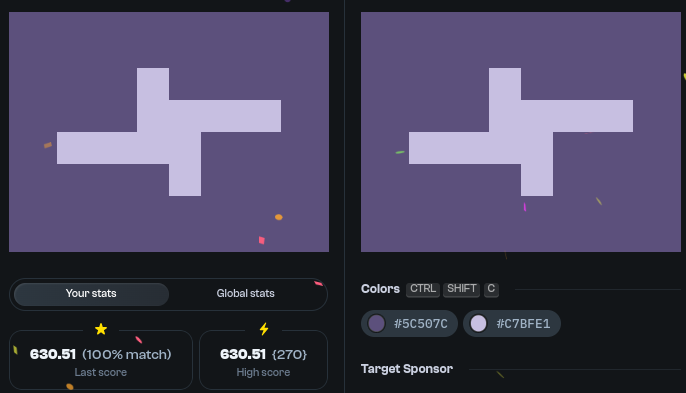 Your stats
Global stats
630.51 (100% match)
Last score
630.51 {270}
High score
Colors CTRL SHIFT C
#5C507C
#C7BFE1
Target Sponsor